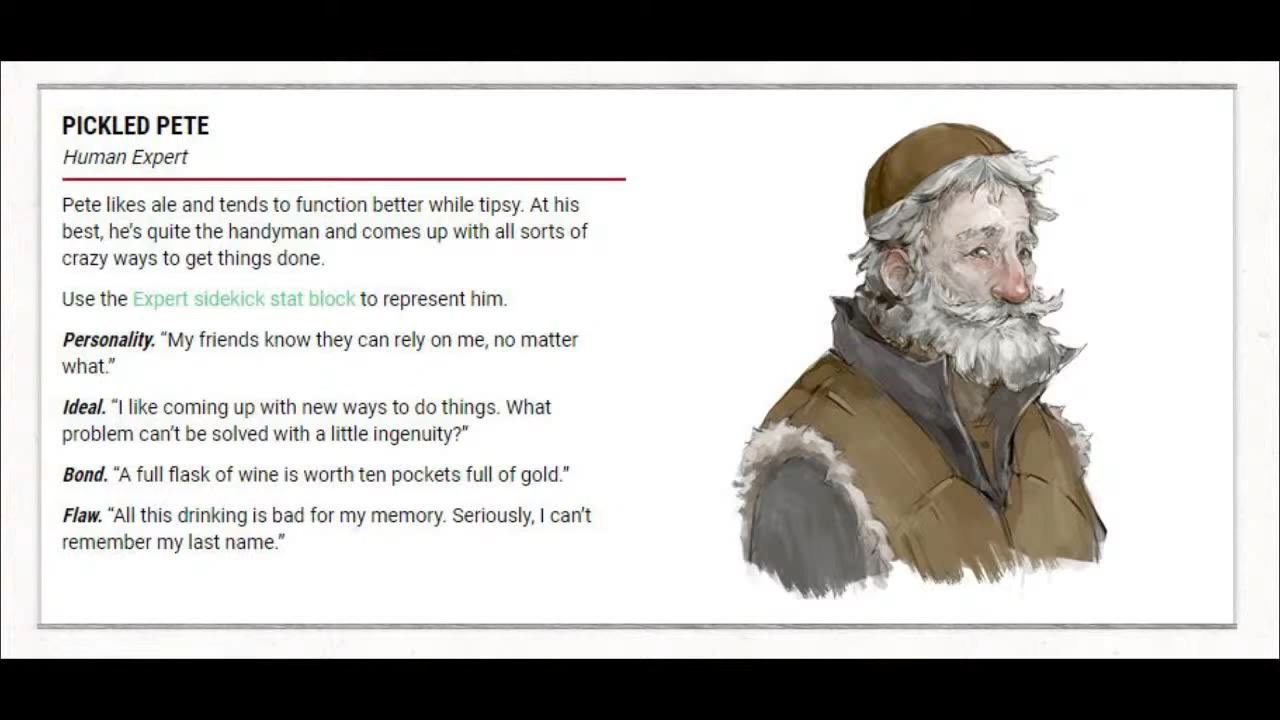 PICKLED PETE
Human Expert
Pete likes ale and tends to function better while tipsy. At his
best, he’s quite the handyman and comes up with all sorts of
crazy ways to get things done.
Use the Expert sidekick stat block to represent him.
Personality. “My friends know they can rely on me, no matter
what.”
Ideal. “I like coming up with new ways to do things. What
problem can’t be solved with a little ingenuity?”
Bond. “A full flask of wine is worth ten pockets full of gold.”
Flaw. “All this drinking is bad for my memory. Seriously, I can’t
remember my last name.”